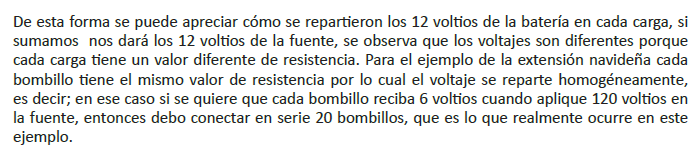 De esta forma se puede apreciar cómo se repartieron los 12 voltios de la batería en cada carga, si
sumamos  nos dará los 12 voltios de la fuente, se observa que los voltajes son diferentes porque
cada carga tiene un valor diferente de resistencia. Para el ejemplo de la extensión navideña cada
bombillo tiene el mismo valor de resistencia por lo cual el voltaje se reparte homogéneamente,
es decir; en ese caso si se quiere que cada bombillo reciba 6 voltios cuando aplique 120 voltios en
la fuente, entonces debo conectar en serie 20 bombillos, que es lo que realmente ocurre en este
ejemplo.